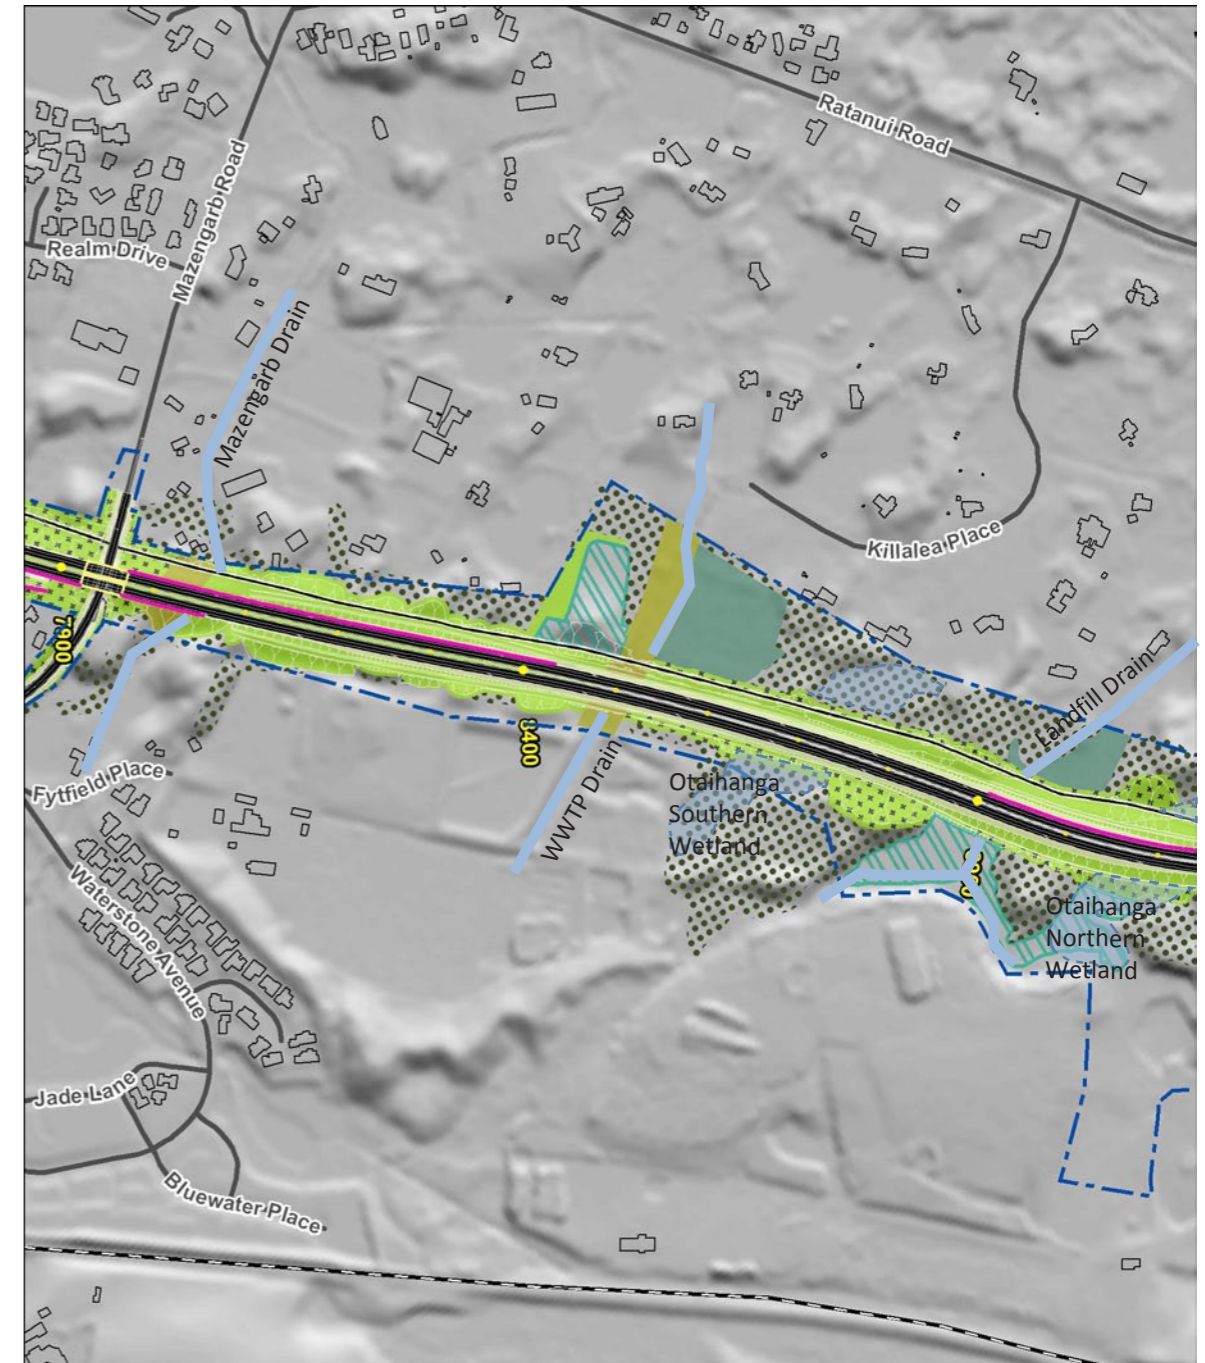 Ratanui Road
Mazengarb Road
Realm Drive
Mazengarb Drain
Killalea Place
7900
Landfill Drain
8400
WWTP Drain
Otaihanga
Southern
Wetland
Fytfield Place
Otaihanga
Northern
Wetland
Waterstone Avenue
Jade Lane
Bluewater Place